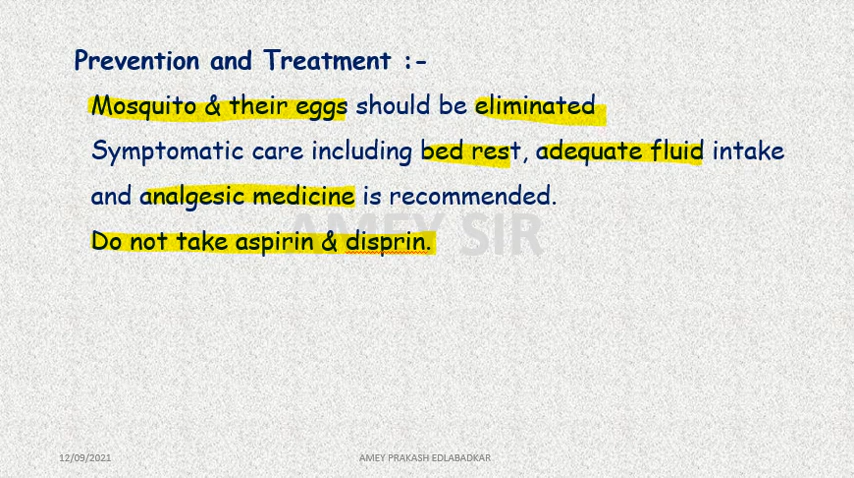 Prevention and Treatment :-
Mosquito & their eggs should be eliminated
Symptomatic care including bed rest, adequate fluid intake
and analgesic medicine is recommended.
AMEY SIR
Do not take aspirin & disprin.
12/09/2021
AMEY PRAKASH EDLABADKAR